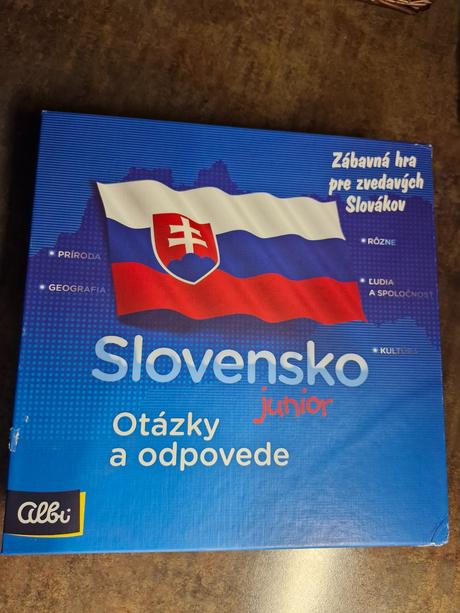 Zábavná hra
pre zvedavých
Slovákov
PRÍRODA
GEOGRAFIA
RÔZNE
ĽUDIA
A SPOLOČNOSŤ
KULTÚRA
Slovensko
junior
Otázky
a odpovede
albi